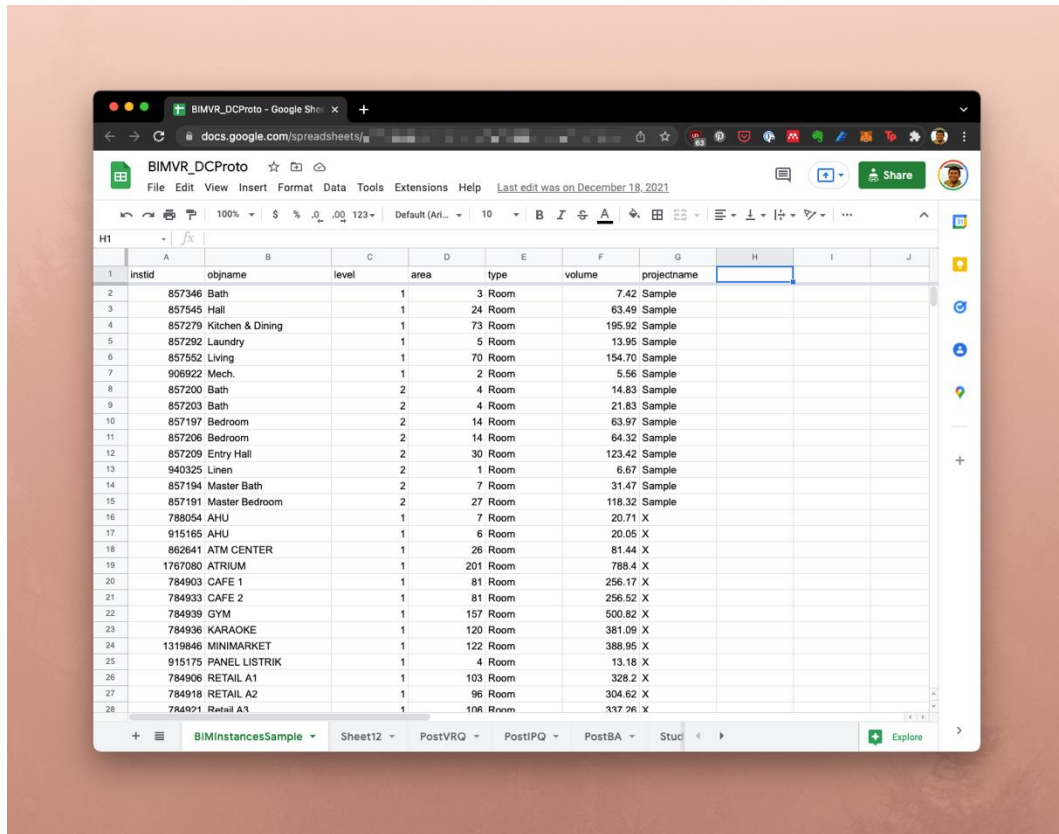 BIMVR_DCProto - Google Shee
docs.google.com/spreadsheets/
63
BIMVR_DCProto
File Edit View Insert Format Data Tools Extensions Help Last edit was on December 18, 2021
Share
100% $ % .0 .00 123 Default (Ari... 10 B I S A
H1 fx
A B C D E F G H I J
1 instid objname level area type volume projectname
2 857346 Bath 1 3 Room 7.42 Sample
3 857545 Hall 1 24 Room 63.49 Sample
4 857279 Kitchen & Dining 1 73 Room 195.92 Sample
5 857292 Laundry 1 5 Room 13.95 Sample
6 857552 Living 1 70 Room 154.70 Sample
7 906922 Mech. 1 2 Room 5.56 Sample
8 857200 Bath 2 4 Room 14.83 Sample
9 857203 Bath 2 4 Room 21.83 Sample
10 857197 Bedroom 2 14 Room 63.97 Sample
11 857206 Bedroom 2 14 Room 64.32 Sample
12 857209 Entry Hall 2 30 Room 123.42 Sample
13 940325 Linen 2 1 Room 6.67 Sample
14 857194 Master Bath 2 7 Room 31.47 Sample
15 857191 Master Bedroom 2 27 Room 118.32 Sample
16 788054 AHU 1 7 Room 20.71 X
17 915165 AHU 1 6 Room 20.05 X
18 862641 ATM CENTER 1 26 Room 81.44 X
19 1767080 ATRIUM 1 201 Room 788.4 X
20 784903 CAFE 1 1 81 Room 256.17 X
21 784933 CAFE 2 1 81 Room 256.52 X
22 784939 GYM 1 157 Room 500.82 X
23 784936 KARAOKE 1 120 Room 381.09 X
24 1319846 MINIMARKET 1 122 Room 388.95 X
25 915175 PANEL LISTRIK 1 4 Room 13.18 X
26 784906 RETAIL A1 1 103 Room 328.2 X
27 784918 RETAIL A2 1 96 Room 304.62 X
28 784921 Retail A3 1 106 Room 337.26 X
BIMInstancesSample Sheet12 PostVRQ PostIPQ PostBA Stud
Explore